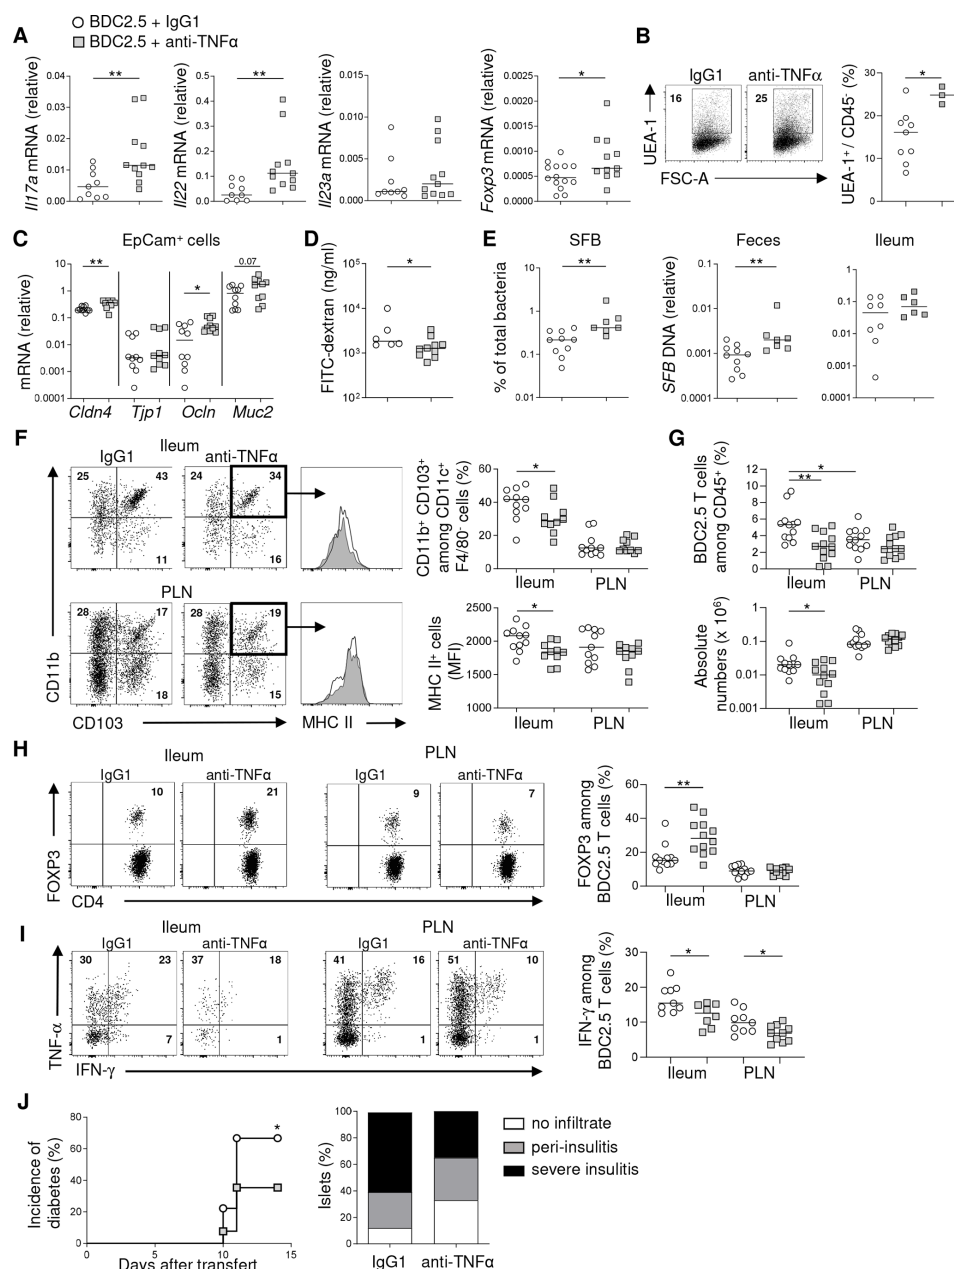 BDC2.5 + IgG1
BDC2.5 + anti-TNFα
A
Il17a mRNA (relative)
0.04
0.03
0.02
0.01
0.00
**
Il22 mRNA (relative)
0.5
0.4
0.3
0.2
0.1
0.0
**
Il23a mRNA (relative)
0.015
0.010
0.005
0.000
Foxp3 mRNA (relative)
0.0025
0.0020
0.0015
0.0010
0.0005
0.0000
*
B
IgG1
anti-TNFα
16
25
UEA-1
FSC-A
UEA-1+ / CD45- (%)
30
20
10
0
*
C
EpCam+ cells
mRNA (relative)
10
1
0.1
0.01
0.001
0.0001
**
*
0.07
Cldn4
Tjp1
Ocln
Muc2
D
FITC-dextran (ng/ml)
10^5
10^4
10^3
10^2
*
E
SFB
% of total bacteria
10
1
0.1
0.01
**
Feces
SFB DNA (relative)
0.1
0.01
0.001
0.0001
**
Ileum
1
0.1
0.01
0.001
0.0001
F
Ileum
IgG1
anti-TNFα
25
43
11
24
34
16
PLN
28
17
18
28
19
15
CD11b
CD103
MHC II
CD11b+ CD103+
among CD11c+
F4/80- cells (%)
60
40
20
0
*
Ileum
PLN
MHC II+ cells
(MFI)
2500
2000
1500
1000
*
Ileum
PLN
G
BDC2.5 T cells
among CD45+ (%)
12
10
8
6
4
2
0
*
**
Ileum
PLN
Absolute
numbers (x 10^6)
1
0.1
0.01
0.001
*
Ileum
PLN
H
Ileum
PLN
IgG1
anti-TNFα
IgG1
anti-TNFα
10
21
9
7
FOXP3
CD4
FOXP3 among
BDC2.5 T cells (%)
60
40
20
0
**
Ileum
PLN
I
Ileum
PLN
IgG1
anti-TNFα
IgG1
anti-TNFα
30
23
7
37
18
1
41
16
1
51
10
1
TNF-α
IFN-γ
IFN-γ among
BDC2.5 T cells (%)
30
20
10
0
*
*
Ileum
PLN
J
Incidence of
diabetes (%)
80
60
40
20
0
*
0
5
10
15
Days after transfert
Islets (%)
100
80
60
40
20
0
IgG1
anti-TNFα
no infiltrate
peri-insulitis
severe insulitis